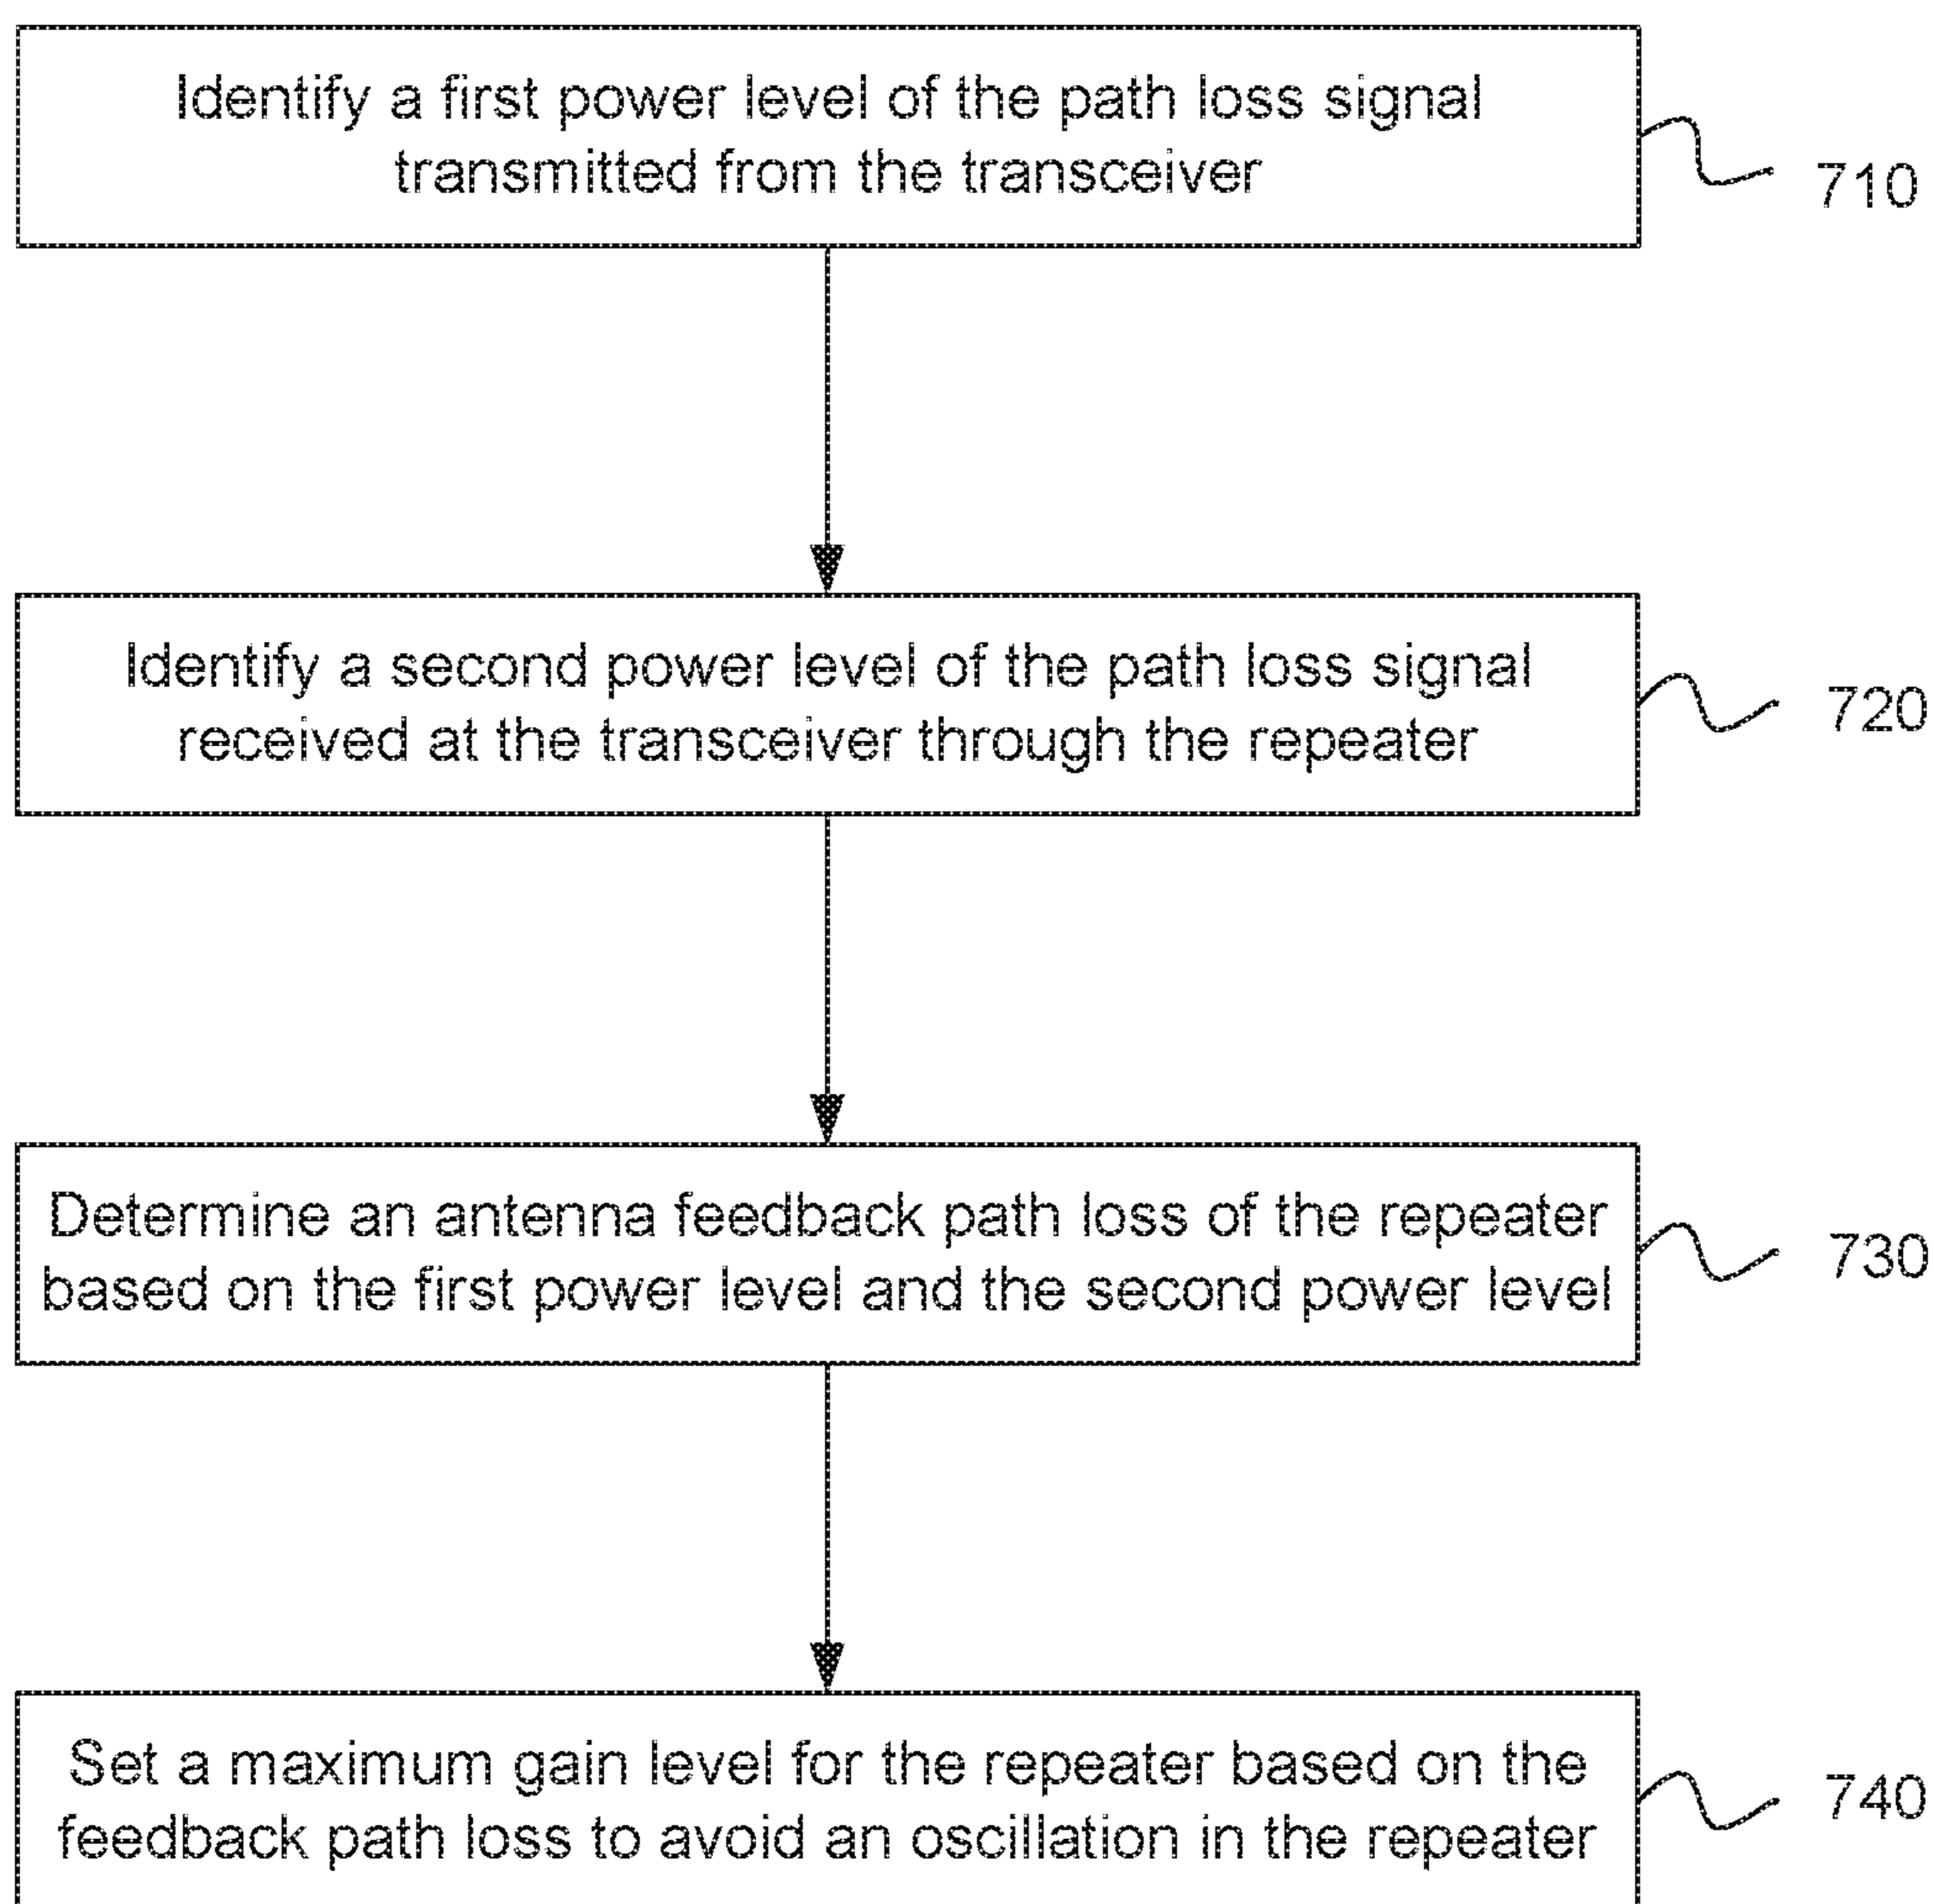 Identify a first power level of the path loss signal
transmitted from the transceiver
710
Identify a second power level of the path loss signal
received at the transceiver through the repeater
720
Determine an antenna feedback path loss of the repeater
based on the first power level and the second power level
730
Set a maximum gain level for the repeater based on the
feedback path loss to avoid an oscillation in the repeater
740